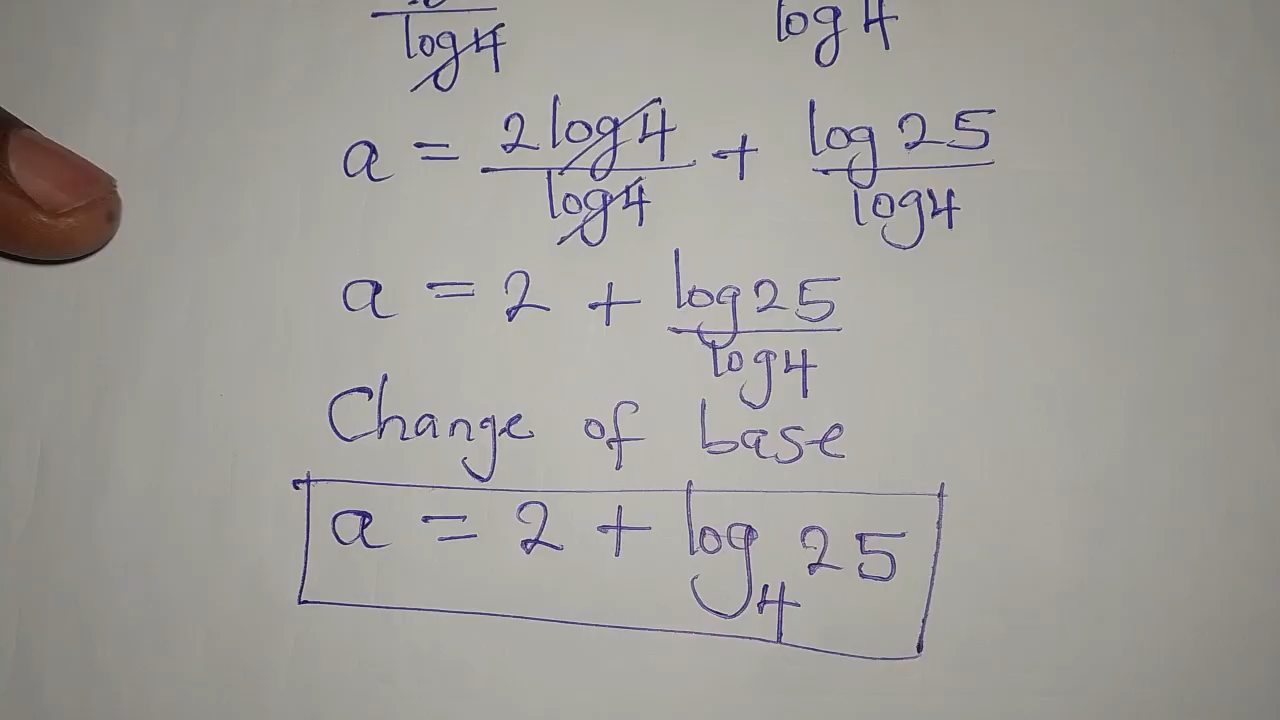 log4 log4
a = 2log4/log4 + log25/log4
a = 2 + log25/log4
Change of base
a = 2 + log₄25